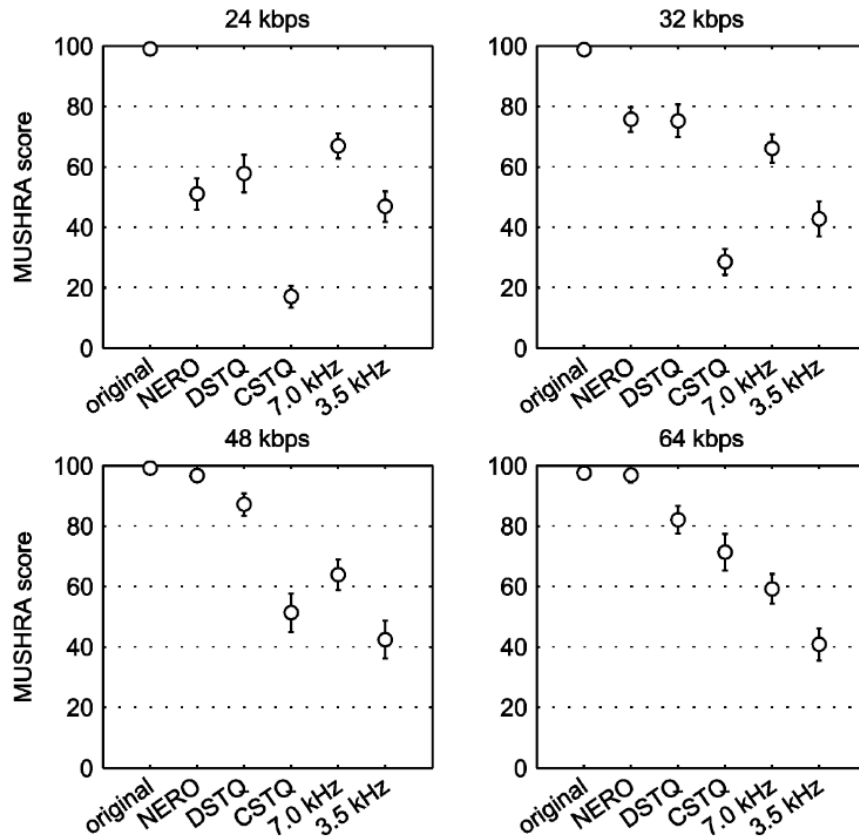 24 kbps
MUSHRA score
100
80
60
40
20
0
original NERO DSTQ CSTQ 7.0 kHz 3.5 kHz
32 kbps
100
80
60
40
20
0
original NERO DSTQ CSTQ 7.0 kHz 3.5 kHz
48 kbps
MUSHRA score
100
80
60
40
20
0
original NERO DSTQ CSTQ 7.0 kHz 3.5 kHz
64 kbps
100
80
60
40
20
0
original NERO DSTQ CSTQ 7.0 kHz 3.5 kHz